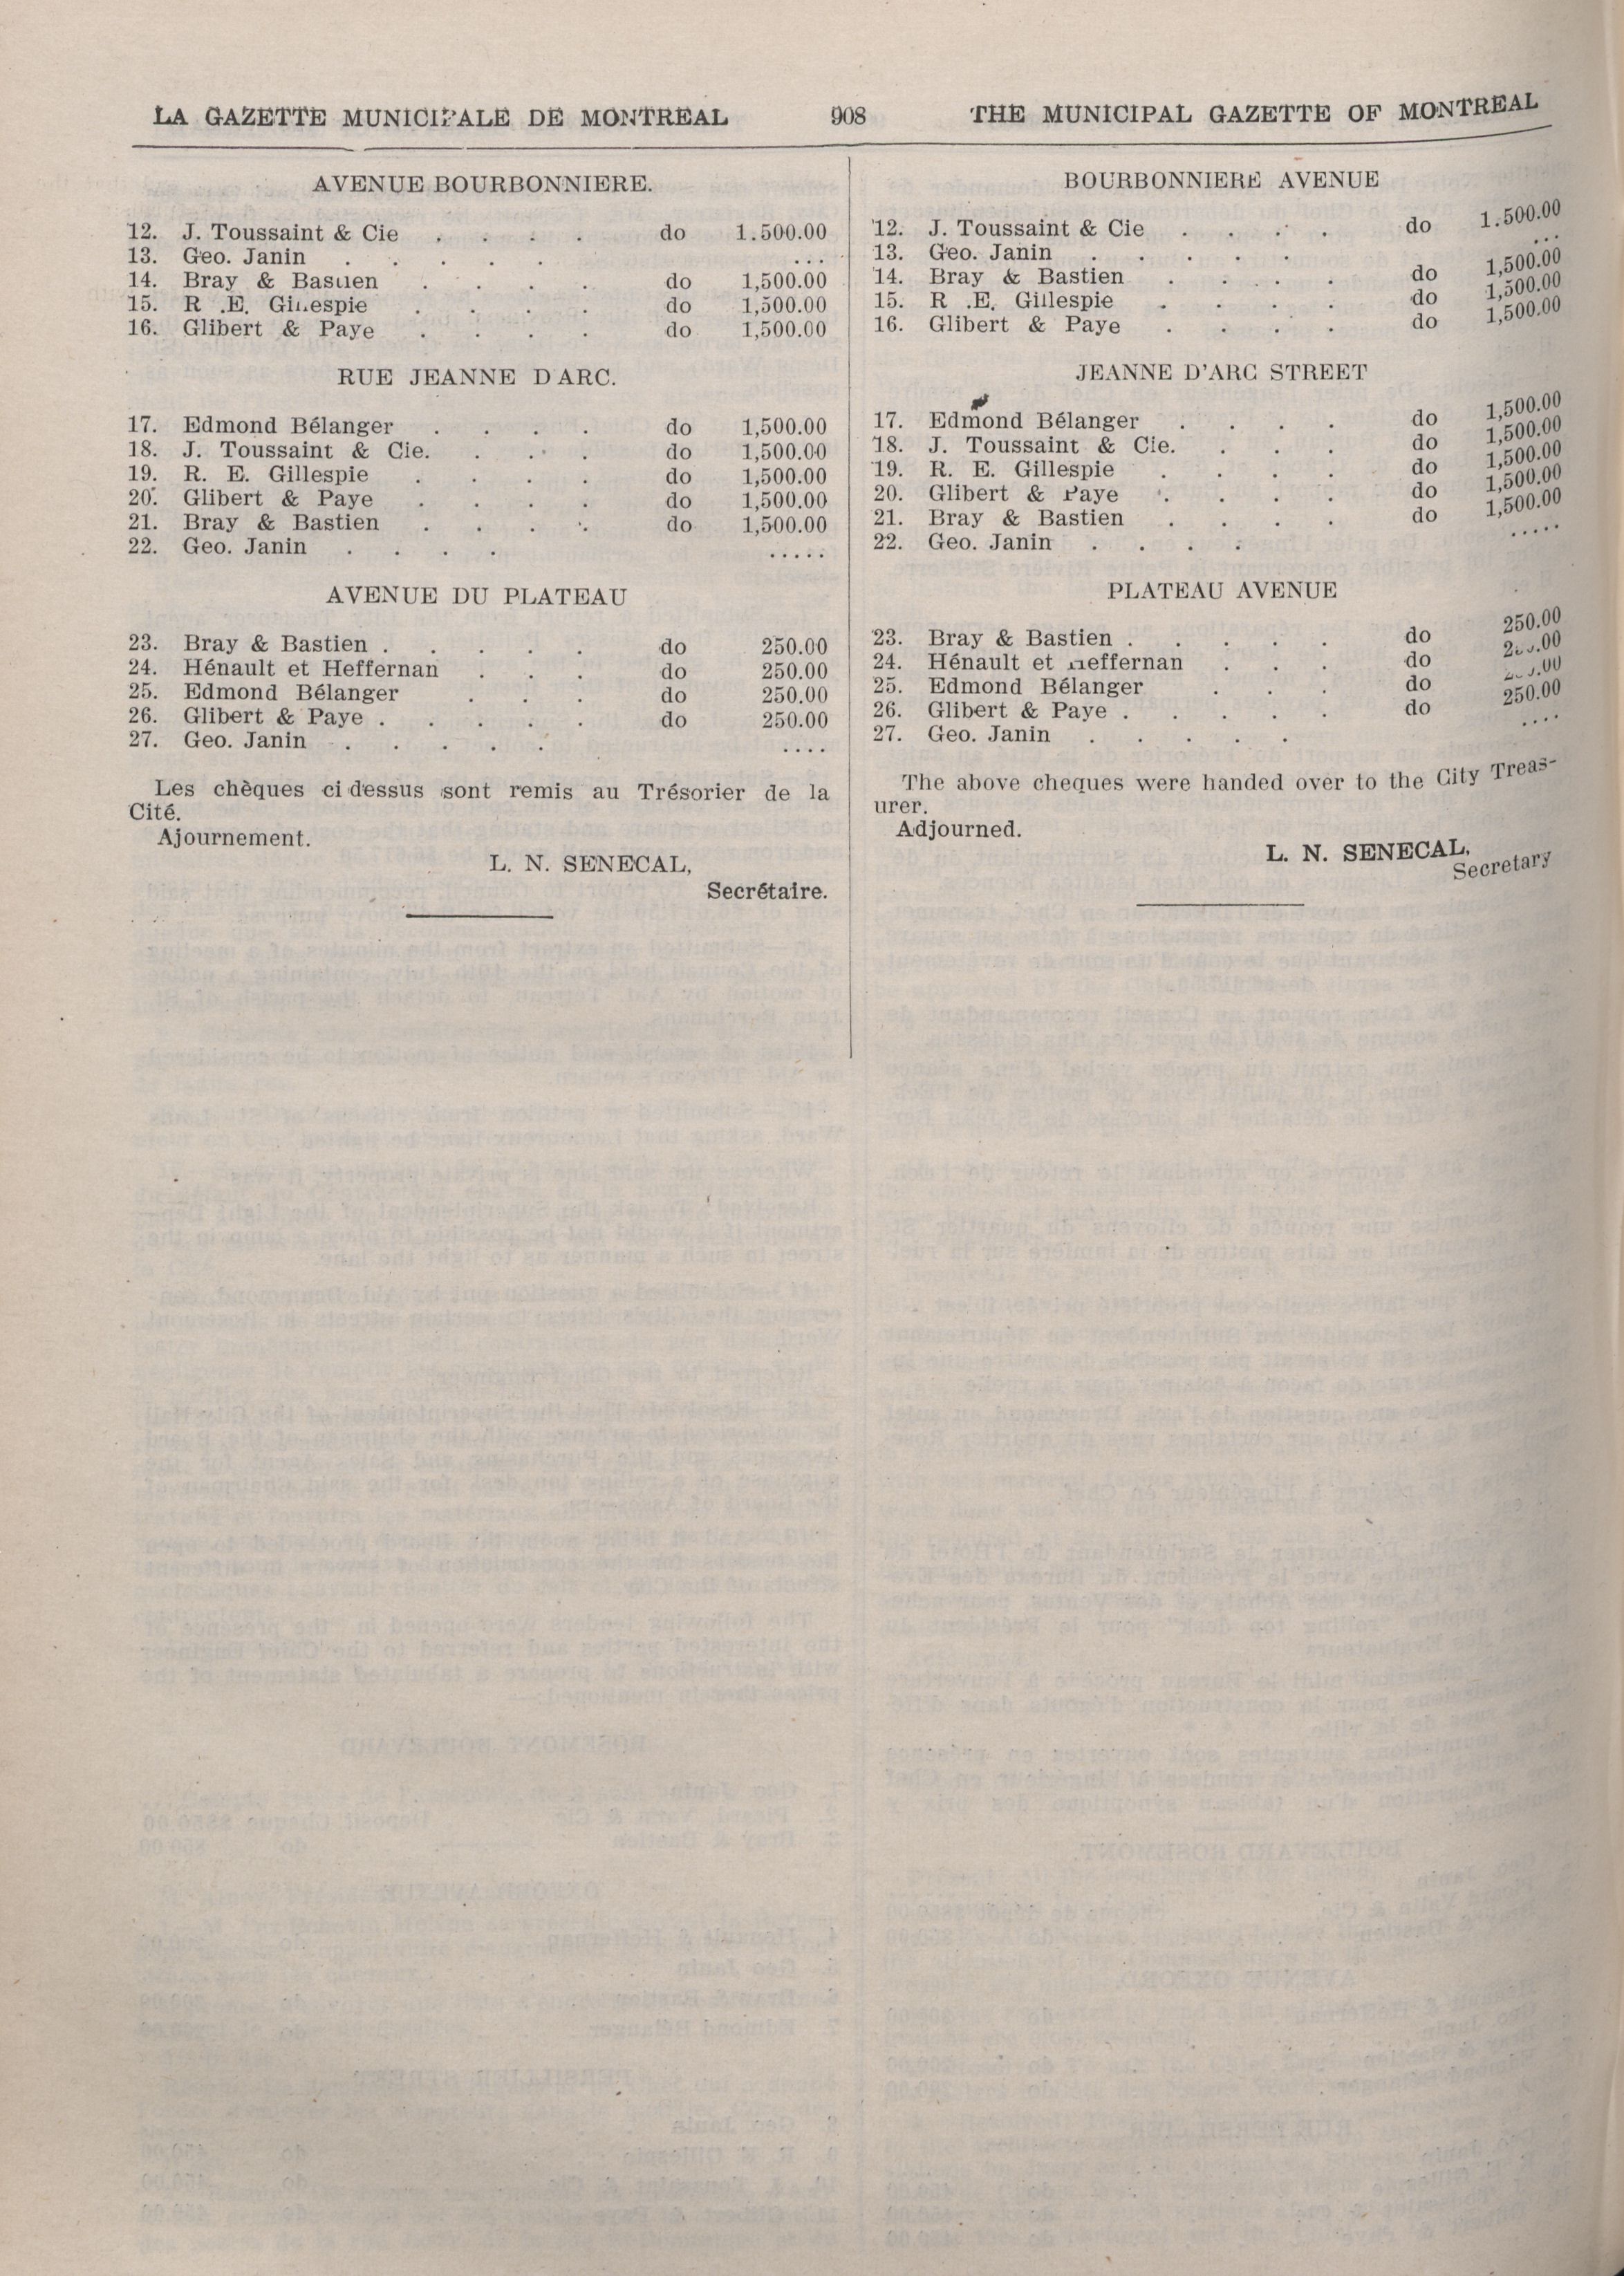 LA GAZETTE MUNICIPALE DE MONTREAL 908 THE MUNICIPAL GAZETTE OF MONTREAL
AVENUE BOURBONNIERE.
12. J. Toussaint & Cie . . . . do 1.500.00
13. Geo. Janin . . . . . ...
14. Bray & Bastien . . . . do 1,500.00
15. R .E. Gillespie . . . . do 1,500.00
16. Glibert & Paye . . . . do 1,500.00
RUE JEANNE D ARC.
17. Edmond Bélanger . . . . do 1,500.00
18. J. Toussaint & Cie. . . . do 1,500.00
19. R. E. Gillespie . . . . do 1,500.00
20. Glibert & Paye . . . . do 1,500.00
21. Bray & Bastien . . . . do 1,500.00
22. Geo. Janin . . . . .....
AVENUE DU PLATEAU
23. Bray & Bastien . . . . . do 250.00
24. Hénault et Heffernan . . . do 250.00
25. Edmond Bélanger . . . do 250.00
26. Glibert & Paye . . . . . do 250.00
27. Geo. Janin . . . . . ....
Les chèques ci dessus sont remis au Trésorier de la
Cité.
Ajournement.
L. N. SENECAL,
Secrétaire.
BOURBONNIERE AVENUE
12. J. Toussaint & Cie . . . . do 1.500.00
13. Geo. Janin . . . . . ...
14. Bray & Bastien . . . . do 1,500.00
15. R .E. Gillespie . . . . do 1,500.00
16. Glibert & Paye . . . . do 1,500.00
JEANNE D'ARC STREET
17. Edmond Bélanger . . . . do 1,500.00
18. J. Toussaint & Cie. . . . do 1,500.00
19. R. E. Gillespie . . . . do 1,500.00
20. Glibert & Paye . . . . do 1,500.00
21. Bray & Bastien . . . . do 1,500.00
22. Geo. Janin . . . . .....
PLATEAU AVENUE
23. Bray & Bastien . . . . . do 250.00
24. Hénault et Heffernan . . . do
25. Edmond Bélanger . . . do
26. Glibert & Paye . . . . . do 250.00
27. Geo. Janin . . . . . ....
The above cheques were handed over to the City Treas-
urer.
Adjourned.
L. N. SENECAL,
Secretary